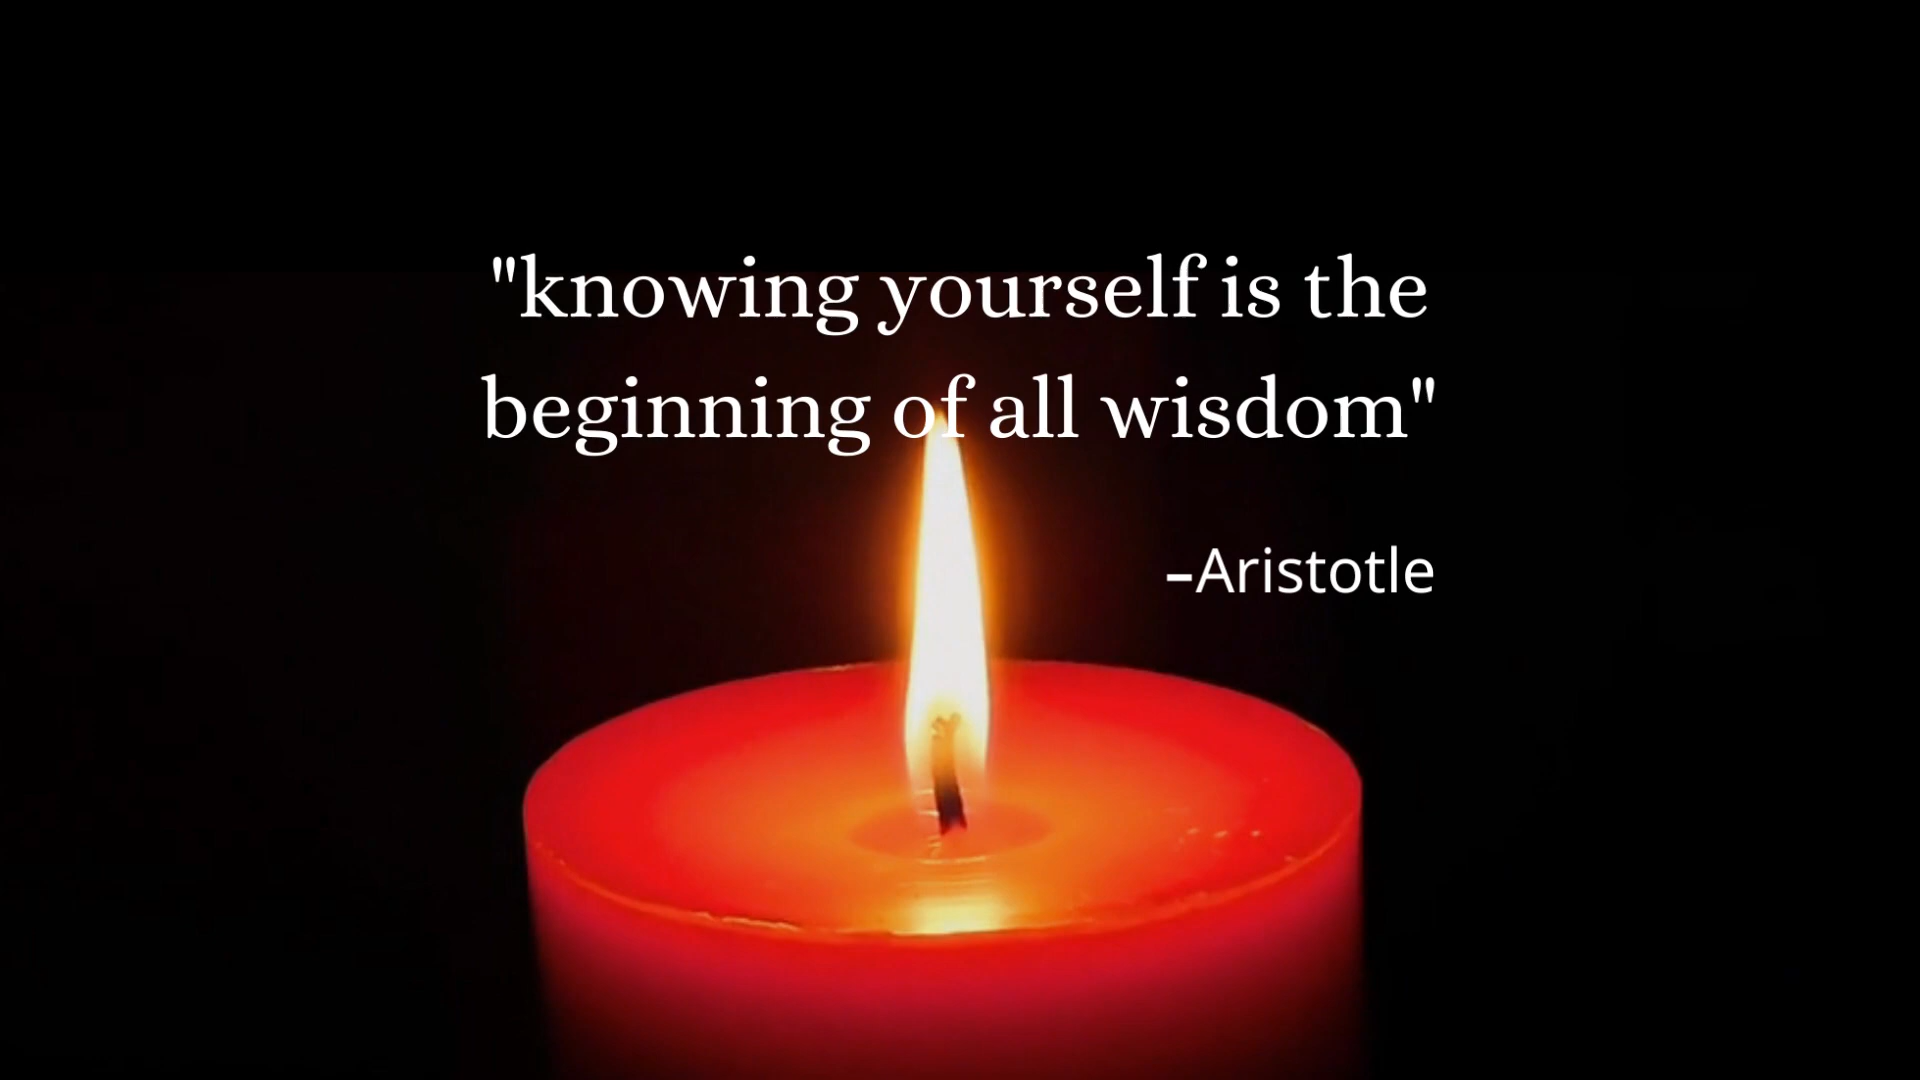 "knowing yourself is the
beginning of all wisdom"
–Aristotle